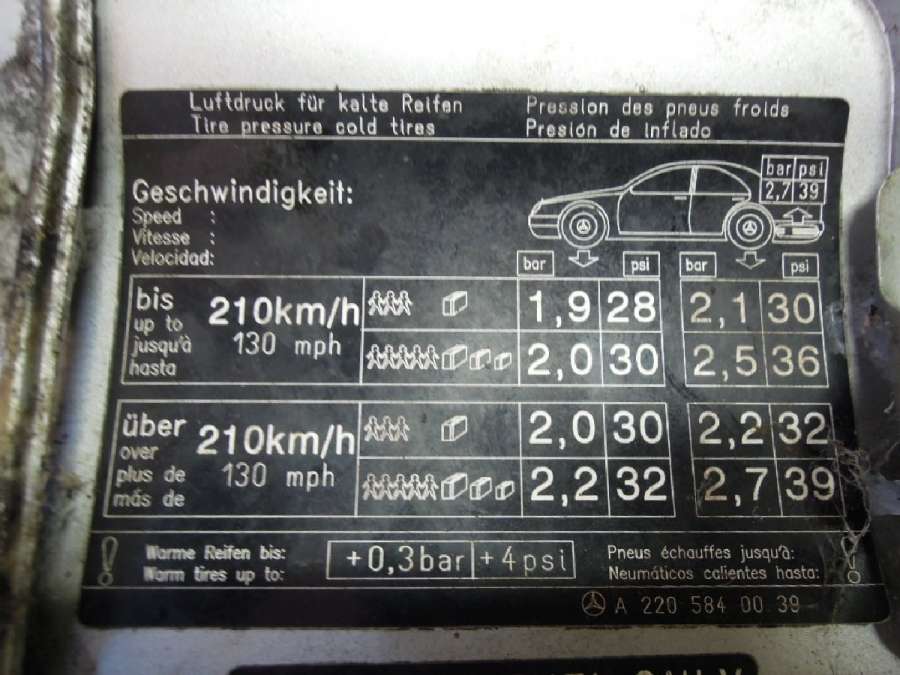 Luftdruck für kalte Reifen Pression des pneus froids
Tire pressure cold tires Presión de inflado
bar psi
2,7 39
Geschwindigkeit:
Speed :
Vitesse :
Velocidad:
bar psi bar psi
bis 210km/h 1,9 28 2,1 30
up to 130 mph
jusqu'à
hasta 2,0 30 2,5 36
über 210km/h 2,0 30 2,2 32
over
plus de 130 mph
más de 2,2 32 2,7 39
! Warme Reifen bis: +0,3bar +4psi Pneus échauffes jusqu'à: !
Warm tires up to: Neumáticos calientes hasta:
A 220 584 00 39
ONLY